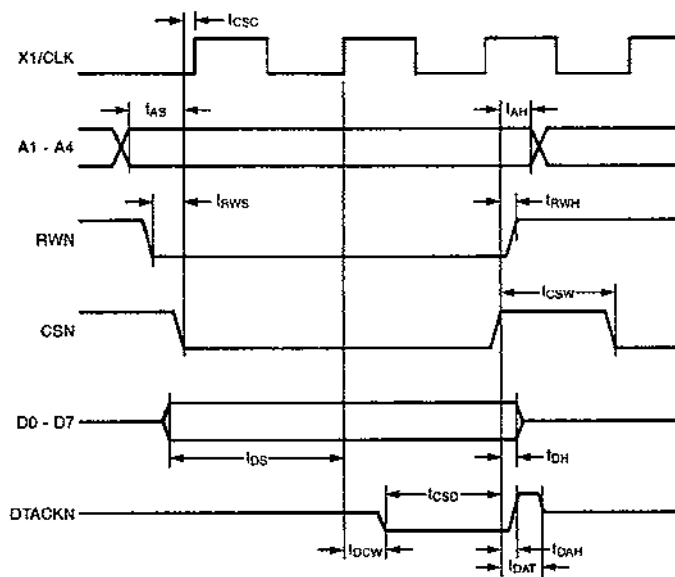 tCSC
X1/CLK
tAS
tAH
A1 - A4
tRWS
tRWH
RWN
tCSW
CSN
D0 - D7
tDS
tDH
tCSD
DTACKN
tDCW
tDAH
tDAT